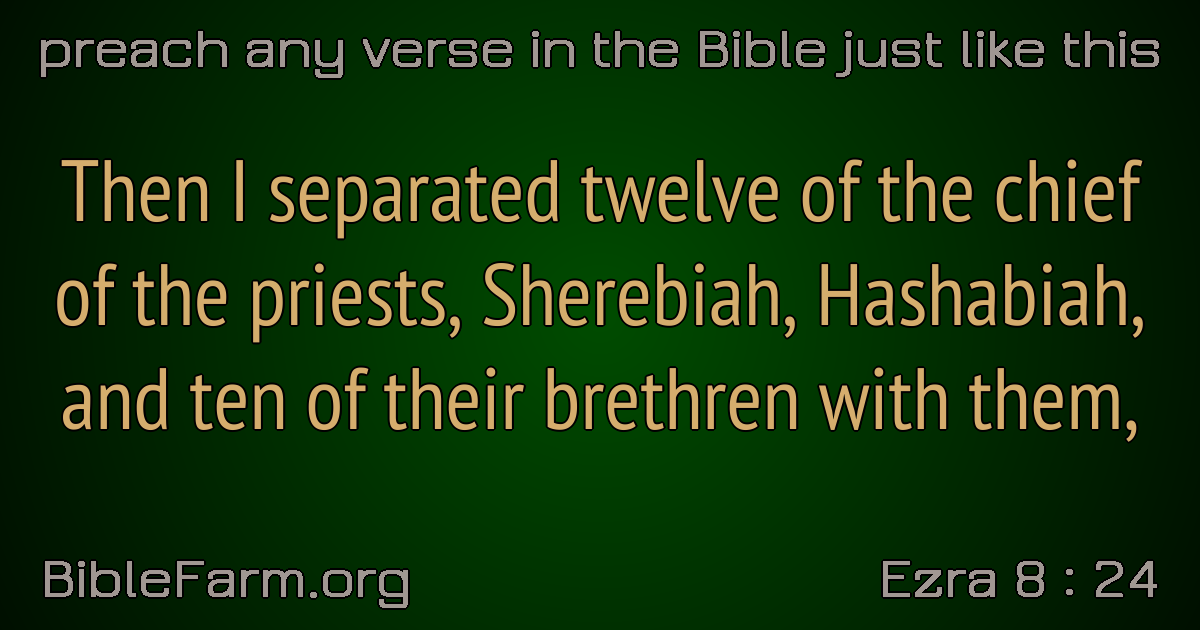 preach any verse in the Bible just like this
Then I separated twelve of the chief
of the priests, Sherebiah, Hashabiah,
and ten of their brethren with them,
BibleFarm.org
Ezra 8 : 24